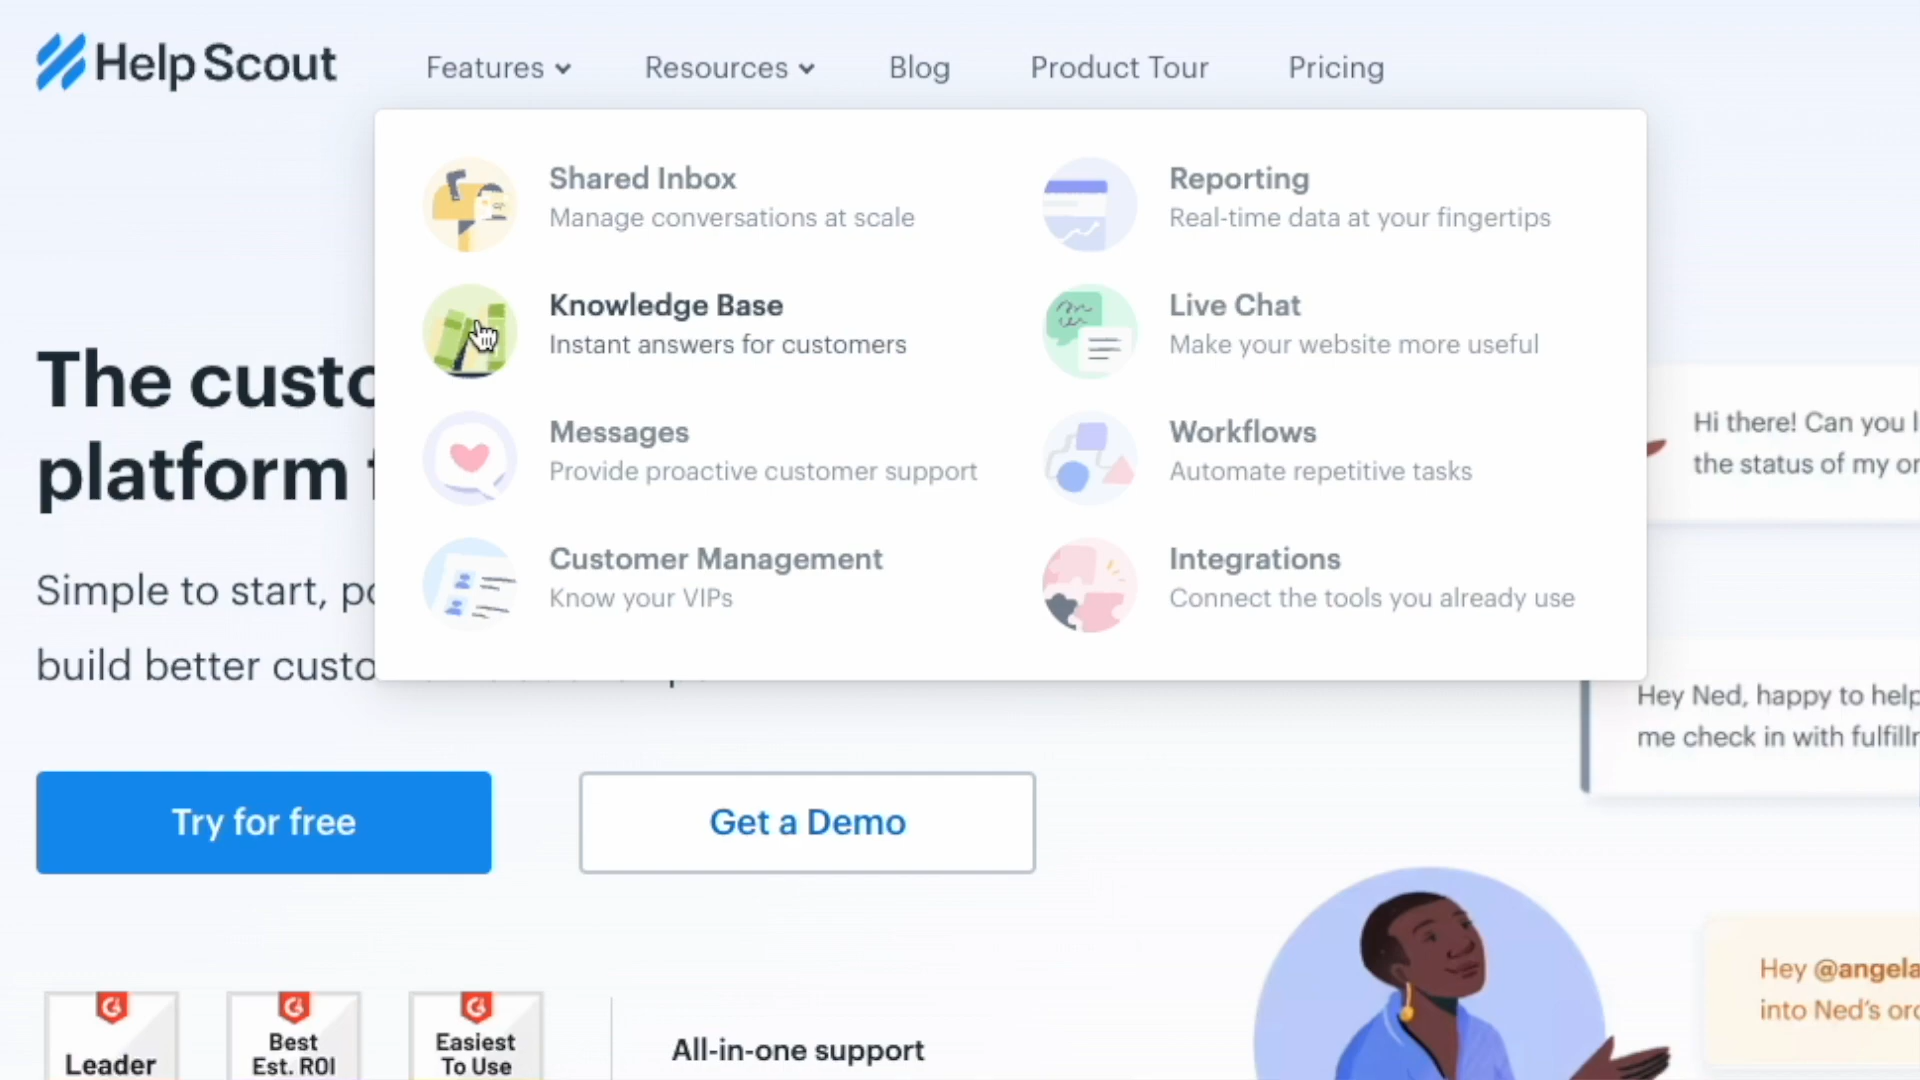 Help Scout
Features
Resources
Blog
Product Tour
Pricing
Shared Inbox
Manage conversations at scale
Reporting
Real-time data at your fingertips
Knowledge Base
Instant answers for customers
Live Chat
Make your website more useful
Messages
Provide proactive customer support
Workflows
Automate repetitive tasks
Customer Management
Know your VIPs
Integrations
Connect the tools you already use
The custo
platform
Simple to start, po
build better custo
Try for free
Get a Demo
Hi there! Can you l
the status of my or
Hey Ned, happy to help
me check in with fulfillr
Hey @angela
into Ned's orc
Leader
Best
Est. ROI
Easiest
To Use
All-in-one support